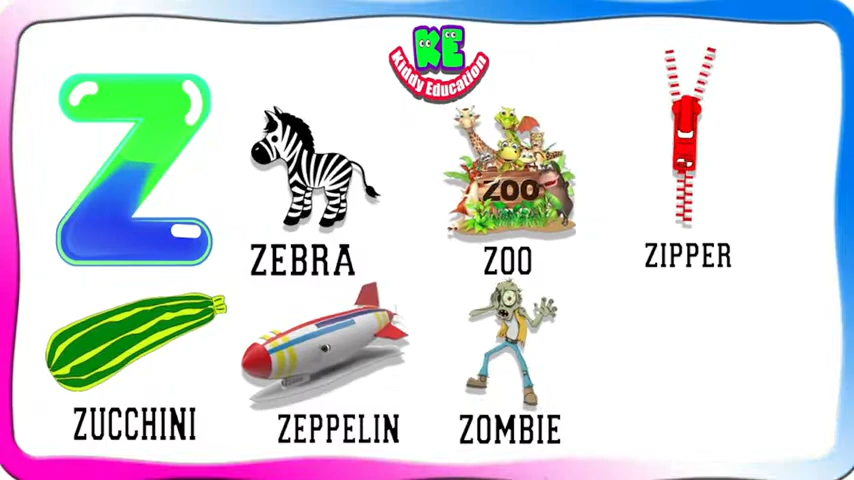 KE
Kiddy Education
Z
ZEBRA
ZOO
ZOO
ZIPPER
ZUCCHINI
ZEPPELIN
ZOMBIE